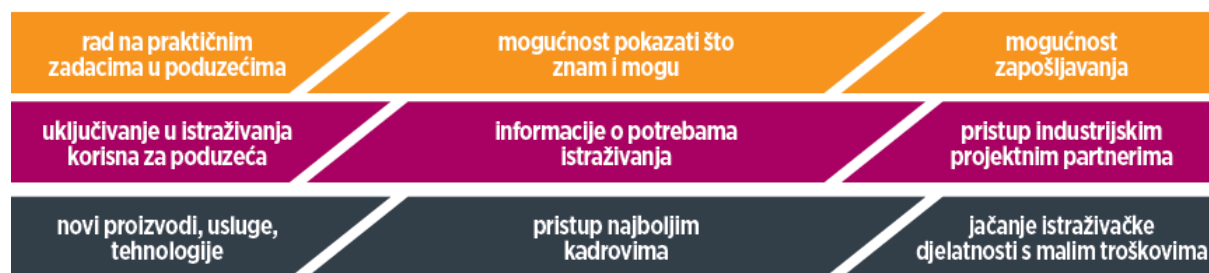 rad na praktičnim
zadacima u poduzećima
mogućnost pokazati što
znam i mogu
mogućnost
zapošljavanja
uključivanje u istraživanja
korisna za poduzeća
informacije o potrebama
istraživanja
pristup industrijskim
projektnim partnerima
novi proizvodi, usluge,
tehnologije
pristup najboljim
kadrovima
jačanje istraživačke
djelatnosti s malim troškovima